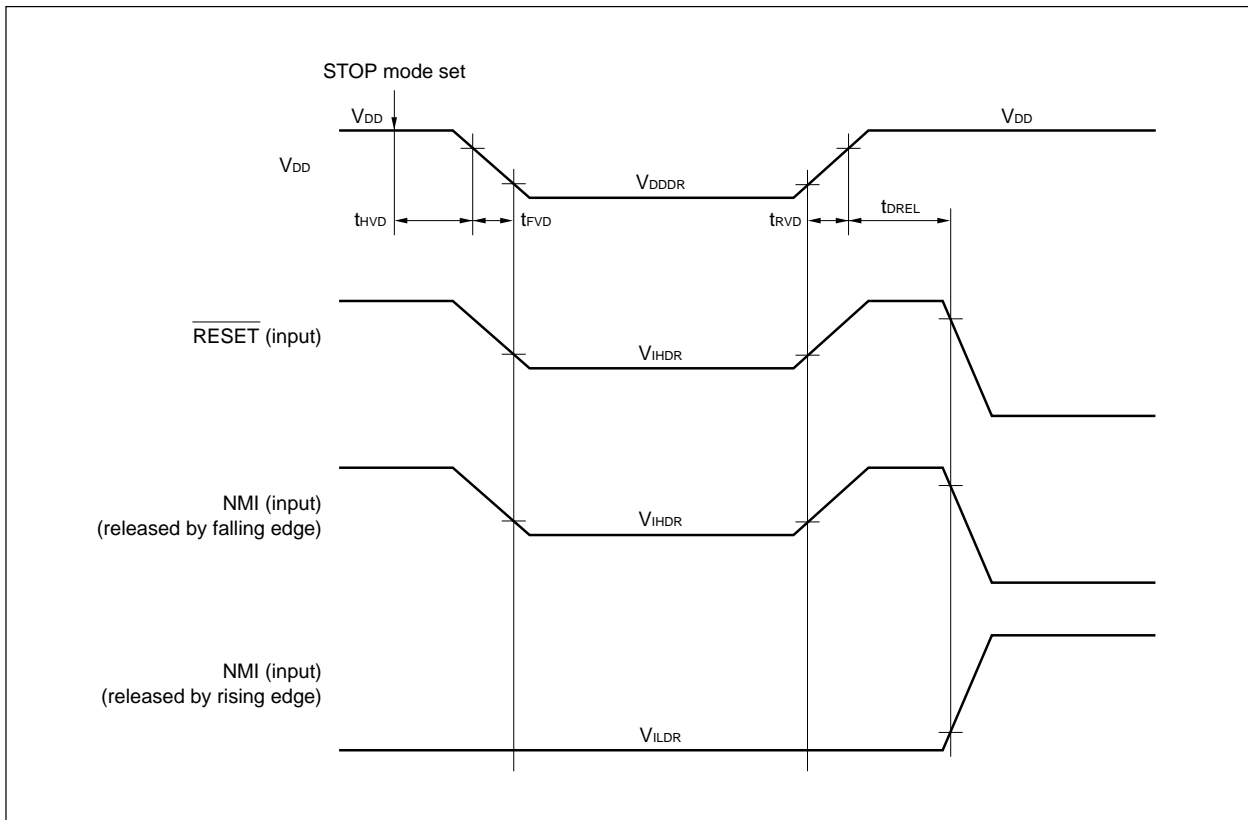 STOP mode set
VDD
VDD
VDD
VDDDR
tHVD
tFVD
tRVD
tDREL
RESET (input)
VIHDR
NMI (input)
(released by falling edge)
VIHDR
NMI (input)
(released by rising edge)
VILDR